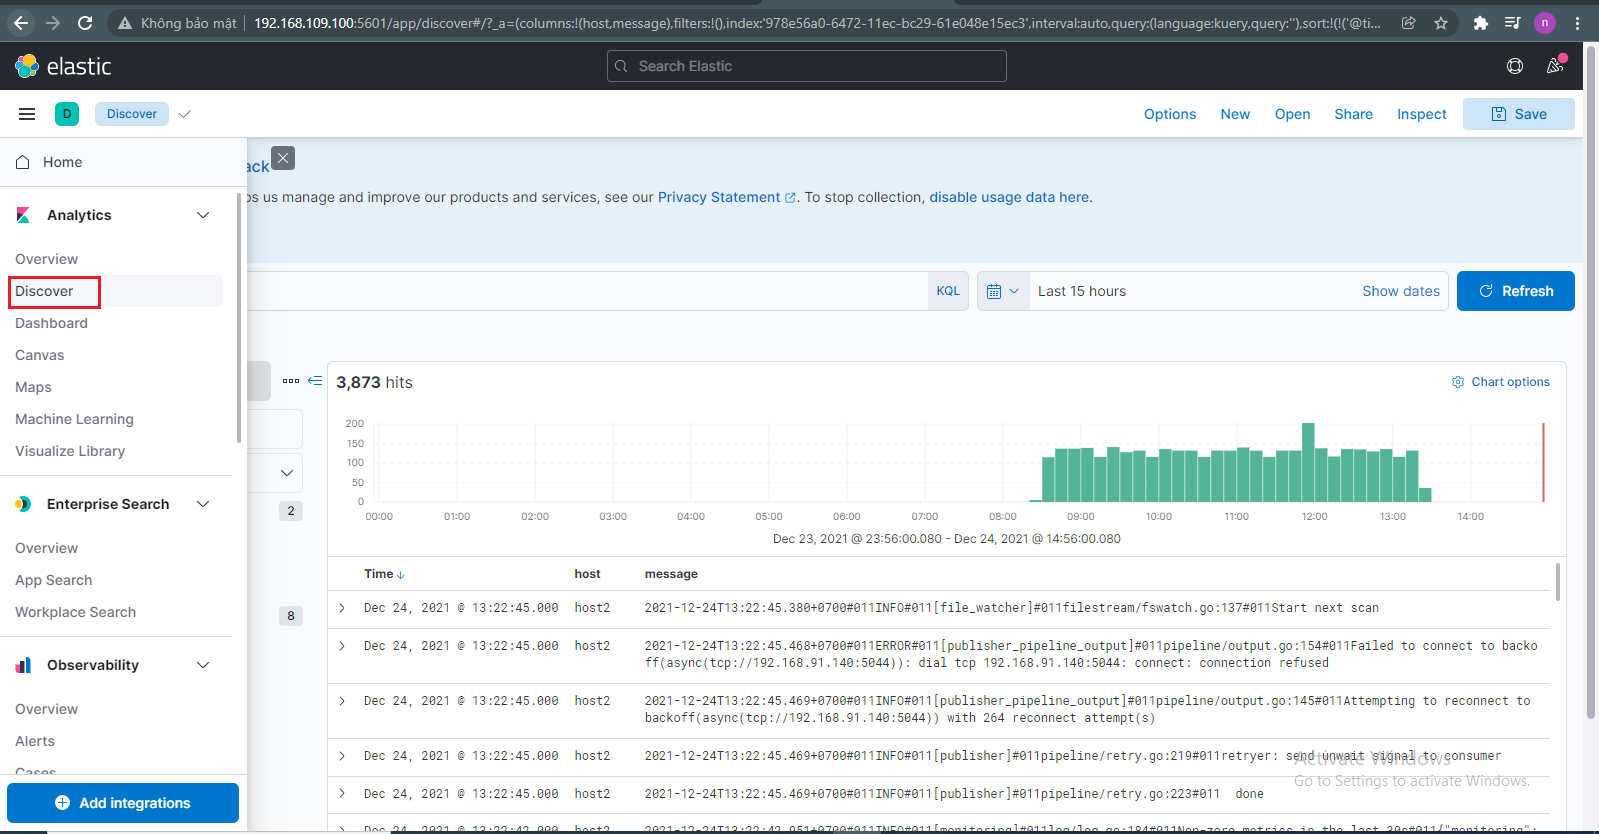 Không bảo mật
192.168.109.100:5601/app/discover#/?_a=(columns:!(host,message),filters:!(),index:'978e56a0-6472-11ec-bc29-61e048e15ec3',interval:auto,query:(language:kuery,query:''),sort:!(!('@ti...
n
elastic
Search Elastic
D
Discover
Options
New
Open
Share
Inspect
Save
Home
ack
os us manage and improve our products and services, see our Privacy Statement. To stop collection, disable usage data here.
Analytics
Overview
Discover
Dashboard
Canvas
Maps
Machine Learning
Visualize Library
Enterprise Search
Overview
App Search
Workplace Search
Observability
Overview
Alerts
Cases
Add integrations
KQL
Last 15 hours
Show dates
Refresh
2
8
3,873 hits
Chart options
200
150
100
50
0
00:00 01:00 02:00 03:00 04:00 05:00 06:00 07:00 08:00 09:00 10:00 11:00 12:00 13:00 14:00
Dec 23, 2021 @ 23:56:00.080 - Dec 24, 2021 @ 14:56:00.080
Time host message
Dec 24, 2021 @ 13:22:45.000 host2 2021-12-24T13:22:45.380+0700#011INFO#011[file_watcher]#011filestream/fswatch.go:137#011Start next scan
Dec 24, 2021 @ 13:22:45.000 host2 2021-12-24T13:22:45.468+0700#011ERROR#011[publisher_pipeline_output]#011pipeline/output.go:154#011Failed to connect to backo
ff(async(tcp://192.168.91.140:5044)): dial tcp 192.168.91.140:5044: connect: connection refused
Dec 24, 2021 @ 13:22:45.000 host2 2021-12-24T13:22:45.469+0700#011INFO#011[publisher_pipeline_output]#011pipeline/output.go:145#011Attempting to reconnect to
backoff(async(tcp://192.168.91.140:5044)) with 264 reconnect attempt(s)
Dec 24, 2021 @ 13:22:45.000 host2 2021-12-24T13:22:45.469+0700#011INFO#011[publisher]#011pipeline/retry.go:219#011retryer: send unwait signal to consumer
Dec 24, 2021 @ 13:22:45.000 host2 2021-12-24T13:22:45.469+0700#011INFO#011[publisher]#011pipeline/retry.go:223#011 done
Dec 24, 2021 @ 13:22:42.000 host2 2021-12-24T13:22:42.951+0700#011INFO#011[monitoring]#011log/log.go:184#011Non-zero metrics in the last 30s#011{"monitoring":
Activate Windows
Go to Settings to activate Windows.